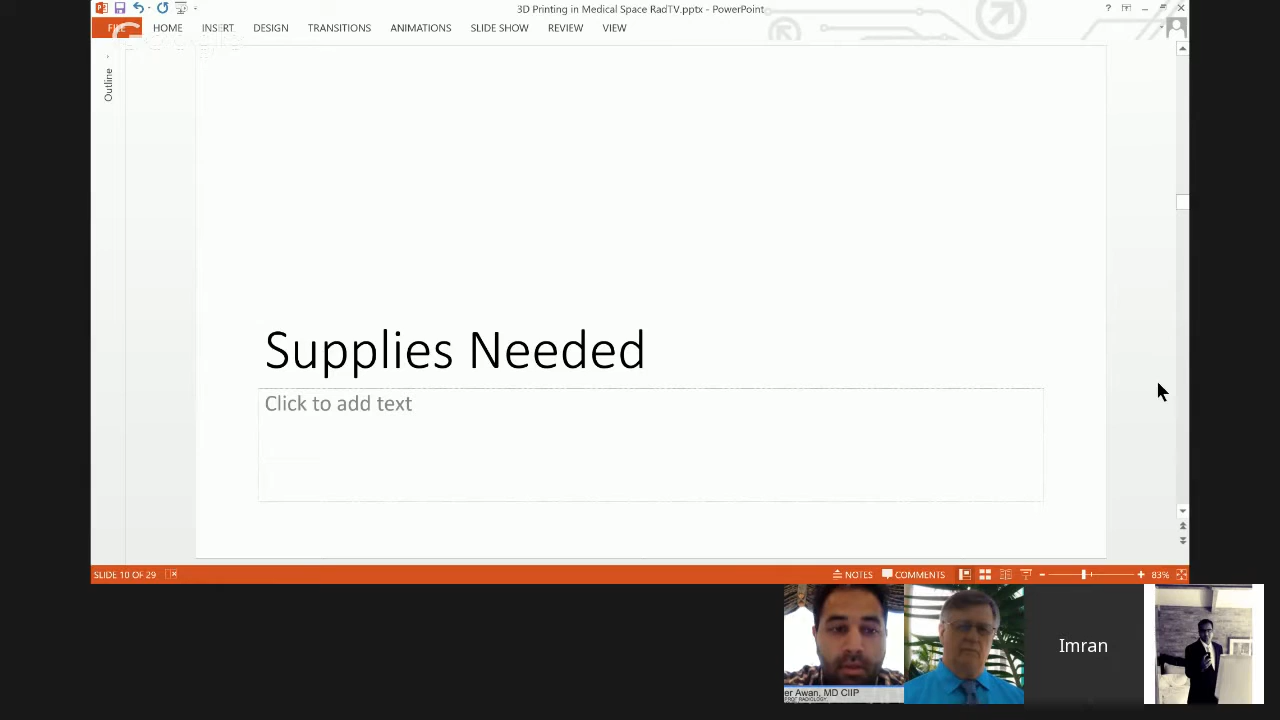 3D Printing in Medical Space RadTV.pptx - PowerPoint
FILE HOME INSERT DESIGN TRANSITIONS ANIMATIONS SLIDE SHOW REVIEW VIEW
Outline
Supplies Needed
Click to add text
SLIDE 10 OF 29 NOTES COMMENTS 83%
Imran
er Awan, MD CIIP